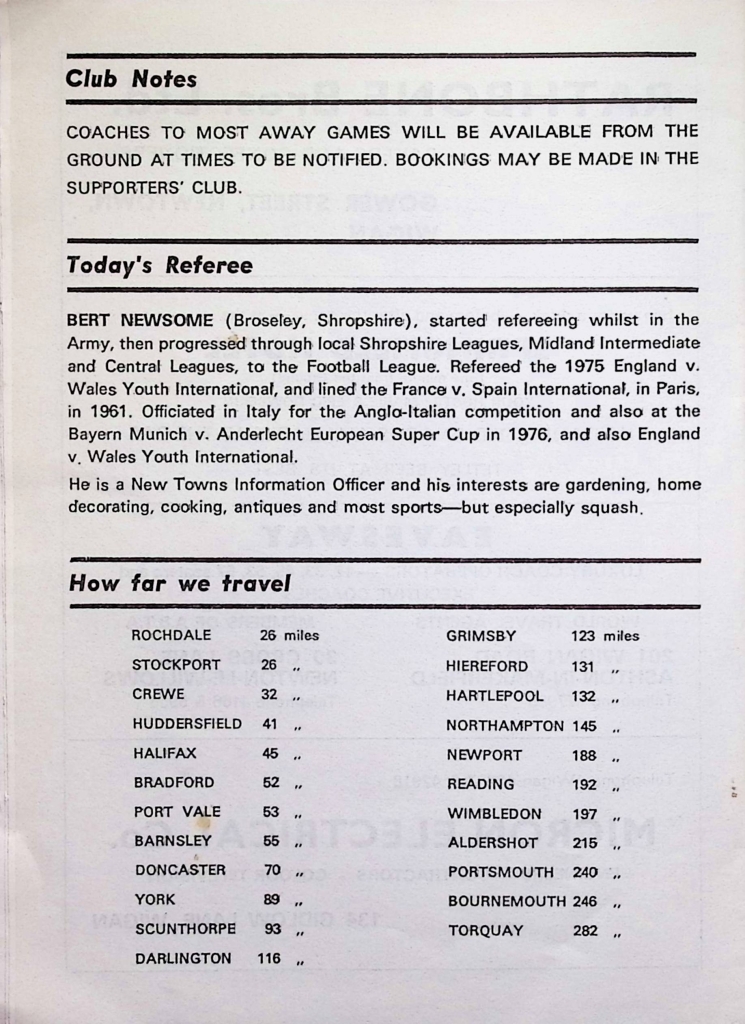 Club Notes
COACHES TO MOST AWAY GAMES WILL BE AVAILABLE FROM THE
GROUND AT TIMES TO BE NOTIFIED. BOOKINGS MAY BE MADE IN THE
SUPPORTERS' CLUB.
Today's Referee
BERT NEWSOME (Broseley, Shropshire), started refereeing whilst in the
Army, then progressed through local Shropshire Leagues, Midland Intermediate
and Central Leagues, to the Football League. Refereed the 1975 England v.
Wales Youth International, and lined the France v. Spain International, in Paris,
in 1961. Officiated in Italy for the Anglo-Italian competition and also at the
Bayern Munich v. Anderlecht European Super Cup in 1976, and also England
v. Wales Youth International.
He is a New Towns Information Officer and his interests are gardening, home
decorating, cooking, antiques and most sports—but especially squash.
How far we travel
ROCHDALE 26 miles
STOCKPORT 26 ,,
CREWE 32 ,,
HUDDERSFIELD 41 ,,
HALIFAX 45 ,,
BRADFORD 52 ,,
PORT VALE 53 ,,
BARNSLEY 55 ,,
DONCASTER 70 ,,
YORK 89 ,,
SCUNTHORPE 93 ,,
DARLINGTON 116 ,,
GRIMSBY 123 miles
HIEREFORD 131 ,,
HARTLEPOOL 132 ,,
NORTHAMPTON 145 ,,
NEWPORT 188 ,,
READING 192 ,,
WIMBLEDON 197 ,,
ALDERSHOT 215 ,,
PORTSMOUTH 240 ,,
BOURNEMOUTH 246 ,,
TORQUAY 282 ,,